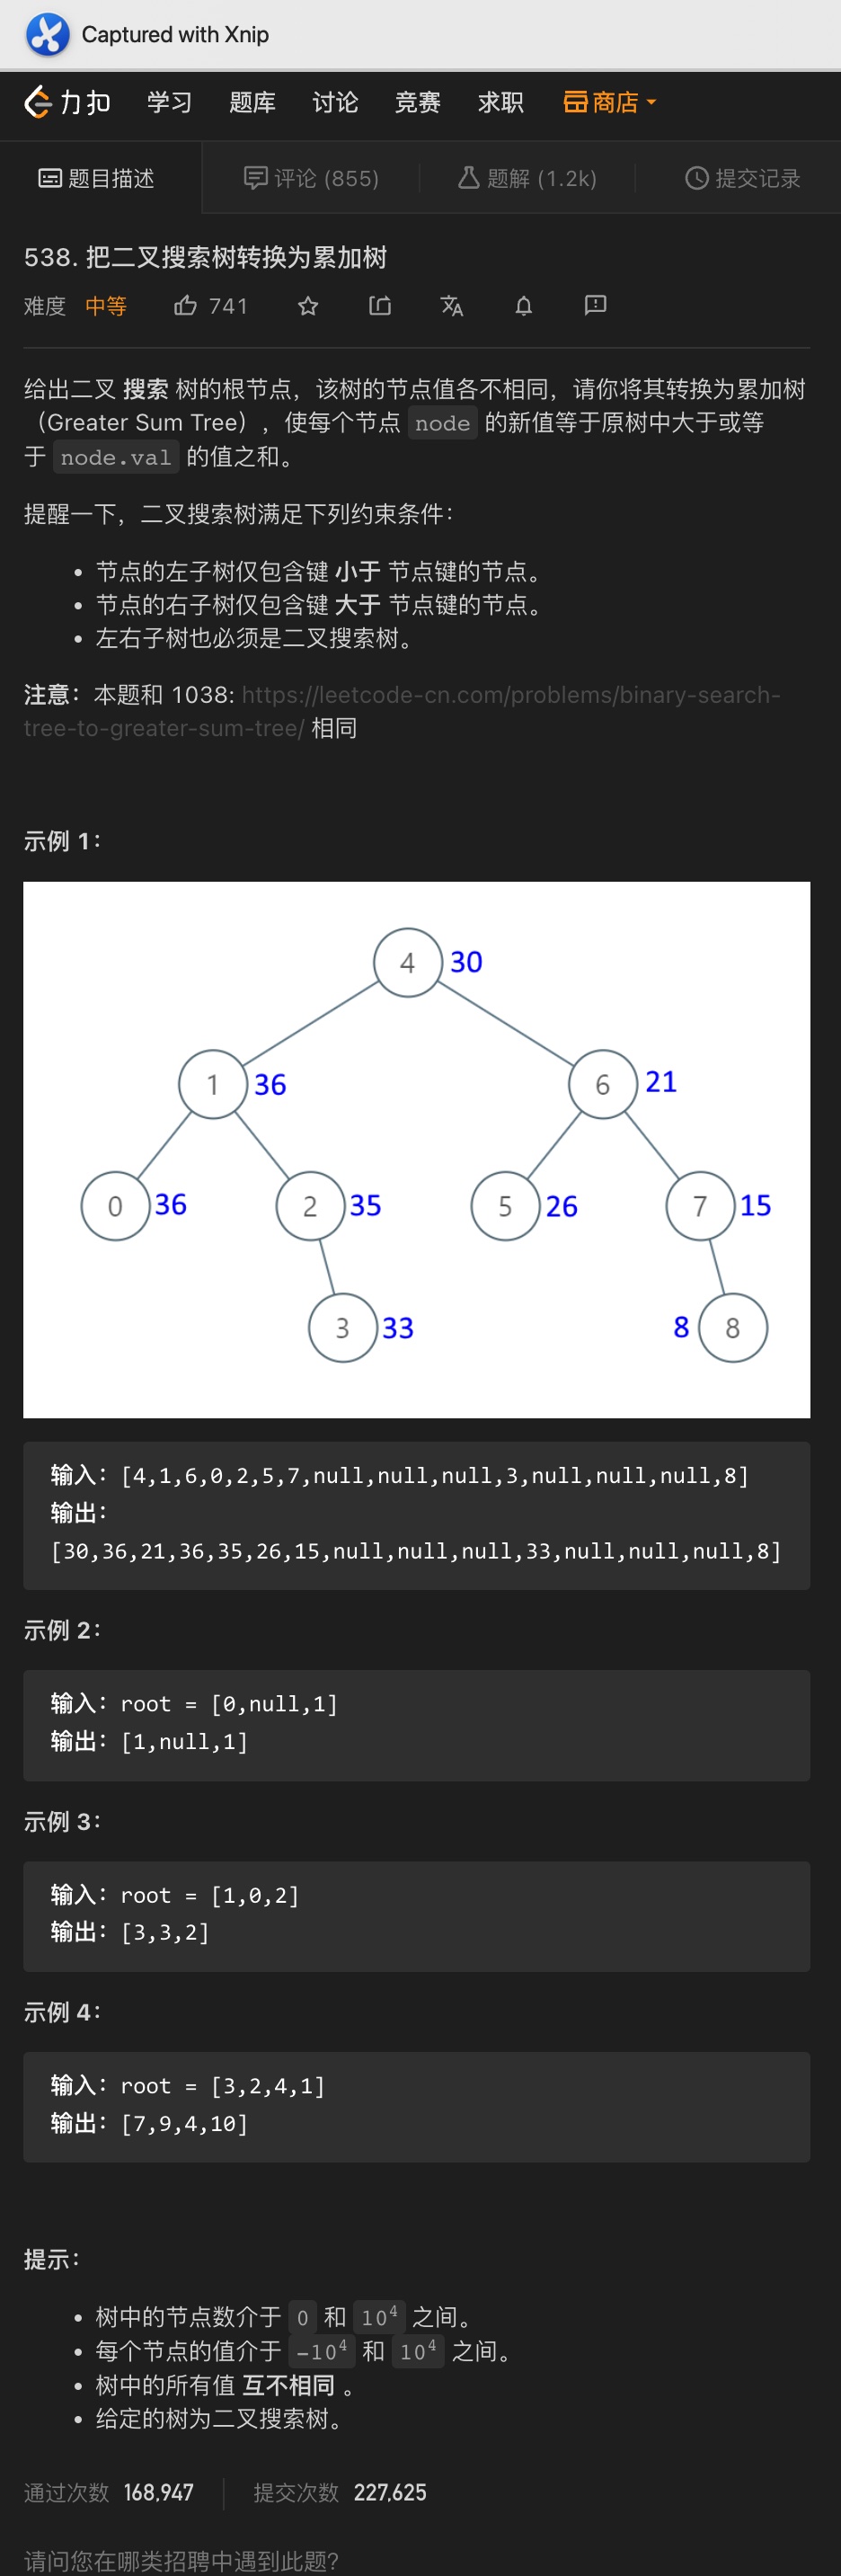 Captured with Xnip
力扣 学习 题库 讨论 竞赛 求职 商店
题目描述 评论 (855) 题解 (1.2k) 提交记录
538. 把二叉搜索树转换为累加树
难度 中等 741
给出二叉 搜索 树的根节点，该树的节点值各不相同，请你将其转换为累加树
（Greater Sum Tree），使每个节点 node 的新值等于原树中大于或等
于 node.val 的值之和。
提醒一下，二叉搜索树满足下列约束条件：
• 节点的左子树仅包含键 小于 节点键的节点。
• 节点的右子树仅包含键 大于 节点键的节点。
• 左右子树也必须是二叉搜索树。
注意：本题和 1038: https://leetcode-cn.com/problems/binary-search-
tree-to-greater-sum-tree/ 相同
示例 1：
4 30
1 36 6 21
0 36 2 35 5 26 7 15
3 33 8 8
输入：[4,1,6,0,2,5,7,null,null,null,3,null,null,null,8]
输出：
[30,36,21,36,35,26,15,null,null,null,33,null,null,null,8]
示例 2：
输入：root = [0,null,1]
输出：[1,null,1]
示例 3：
输入：root = [1,0,2]
输出：[3,3,2]
示例 4：
输入：root = [3,2,4,1]
输出：[7,9,4,10]
提示：
• 树中的节点数介于 0 和 10⁴ 之间。
• 每个节点的值介于 -10⁴ 和 10⁴ 之间。
• 树中的所有值 互不相同 。
• 给定的树为二叉搜索树。
通过次数 168,947 提交次数 227,625
请问您在哪类招聘中遇到此题?